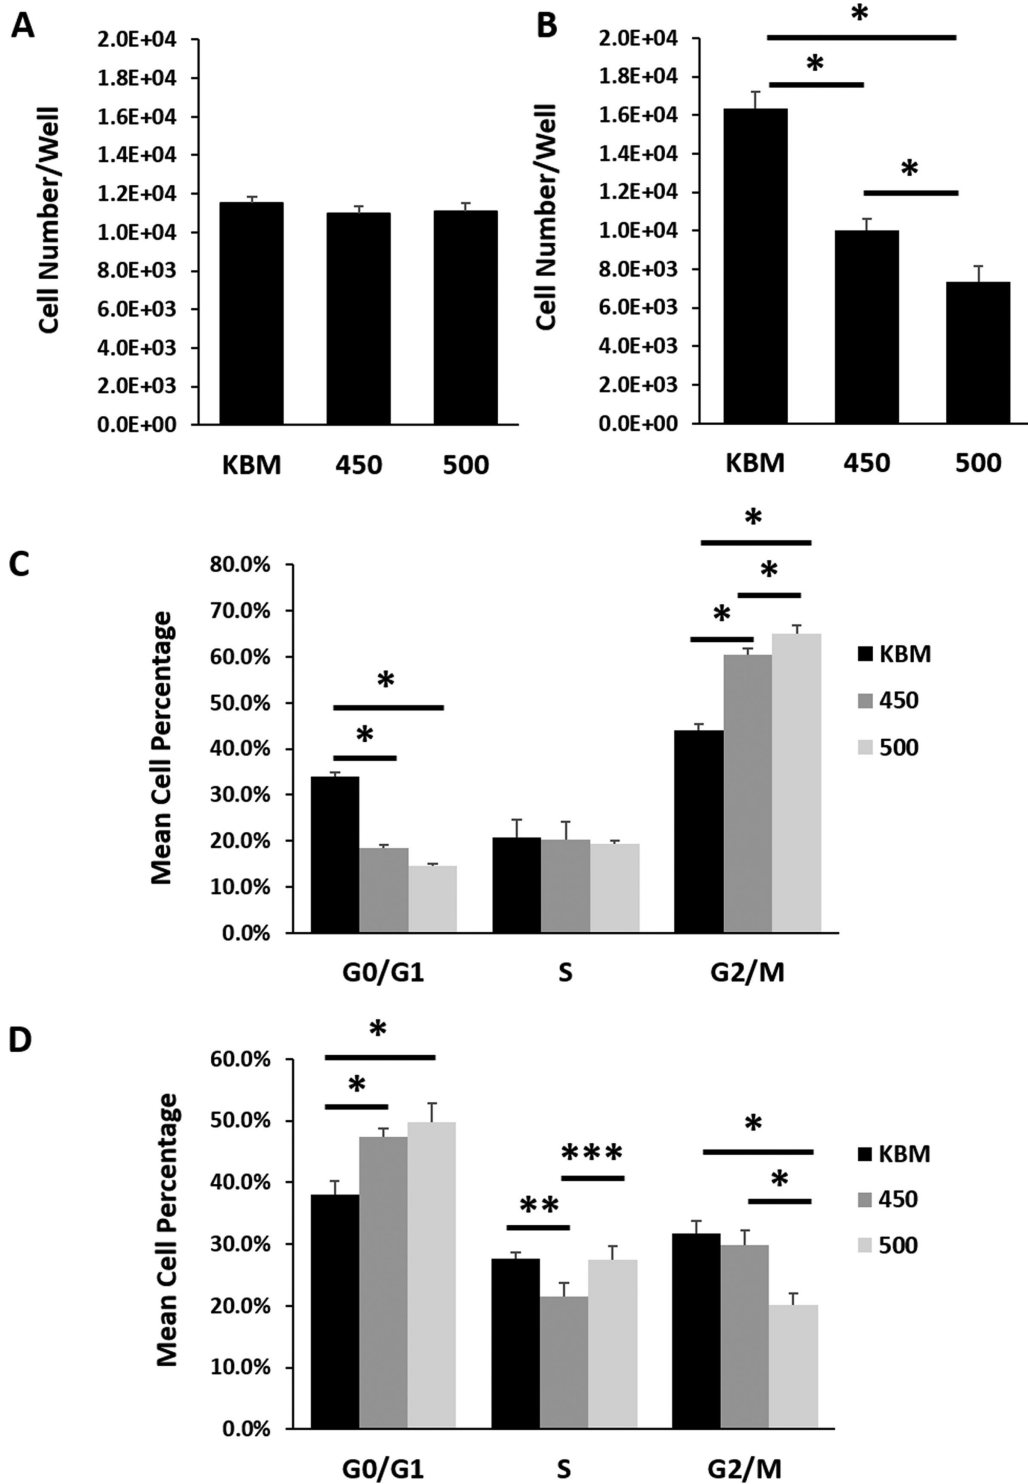 A
Cell Number/Well
2.0E+04
1.8E+04
1.6E+04
1.4E+04
1.2E+04
1.0E+04
8.0E+03
6.0E+03
4.0E+03
2.0E+03
0.0E+00
KBM 450 500
B
Cell Number/Well
2.0E+04
1.8E+04
1.6E+04
1.4E+04
1.2E+04
1.0E+04
8.0E+03
6.0E+03
4.0E+03
2.0E+03
0.0E+00
*
*
*
KBM 450 500
C
Mean Cell Percentage
80.0%
70.0%
60.0%
50.0%
40.0%
30.0%
20.0%
10.0%
0.0%
*
*
*
*
*
G0/G1 S G2/M
KBM
450
500
D
Mean Cell Percentage
60.0%
50.0%
40.0%
30.0%
20.0%
10.0%
0.0%
*
*
***
**
*
*
G0/G1 S G2/M
KBM
450
500